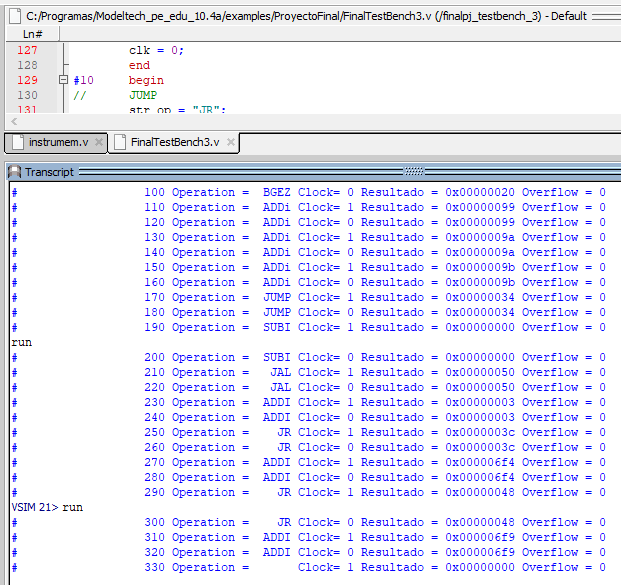 C:/Programas/Modeltech_pe_edu_10.4a/examples/ProyectoFinal/FinalTestBench3.v (/finalpj_testbench_3) - Default
Ln#
127 clk = 0;
128 end
129 #10 begin
130 // JUMP
131 str_op = "JR";
instrumem.v FinalTestBench3.v
Transcript
# 100 Operation = BGEZ Clock= 0 Resultado = 0x00000020 Overflow = 0
# 110 Operation = ADDi Clock= 1 Resultado = 0x00000099 Overflow = 0
# 120 Operation = ADDi Clock= 0 Resultado = 0x00000099 Overflow = 0
# 130 Operation = ADDi Clock= 1 Resultado = 0x0000009a Overflow = 0
# 140 Operation = ADDi Clock= 0 Resultado = 0x0000009a Overflow = 0
# 150 Operation = ADDi Clock= 1 Resultado = 0x0000009b Overflow = 0
# 160 Operation = ADDi Clock= 0 Resultado = 0x0000009b Overflow = 0
# 170 Operation = JUMP Clock= 1 Resultado = 0x00000034 Overflow = 0
# 180 Operation = JUMP Clock= 0 Resultado = 0x00000034 Overflow = 0
# 190 Operation = SUBI Clock= 1 Resultado = 0x00000000 Overflow = 0
run
# 200 Operation = SUBI Clock= 0 Resultado = 0x00000000 Overflow = 0
# 210 Operation = JAL Clock= 1 Resultado = 0x00000050 Overflow = 0
# 220 Operation = JAL Clock= 0 Resultado = 0x00000050 Overflow = 0
# 230 Operation = ADDI Clock= 1 Resultado = 0x00000003 Overflow = 0
# 240 Operation = ADDI Clock= 0 Resultado = 0x00000003 Overflow = 0
# 250 Operation = JR Clock= 1 Resultado = 0x0000003c Overflow = 0
# 260 Operation = JR Clock= 0 Resultado = 0x0000003c Overflow = 0
# 270 Operation = ADDI Clock= 1 Resultado = 0x000006f4 Overflow = 0
# 280 Operation = ADDI Clock= 0 Resultado = 0x000006f4 Overflow = 0
# 290 Operation = JR Clock= 1 Resultado = 0x00000048 Overflow = 0
VSIM 21> run
# 300 Operation = JR Clock= 0 Resultado = 0x00000048 Overflow = 0
# 310 Operation = ADDI Clock= 1 Resultado = 0x000006f9 Overflow = 0
# 320 Operation = ADDI Clock= 0 Resultado = 0x000006f9 Overflow = 0
# 330 Operation = Clock= 1 Resultado = 0x00000000 Overflow = 0